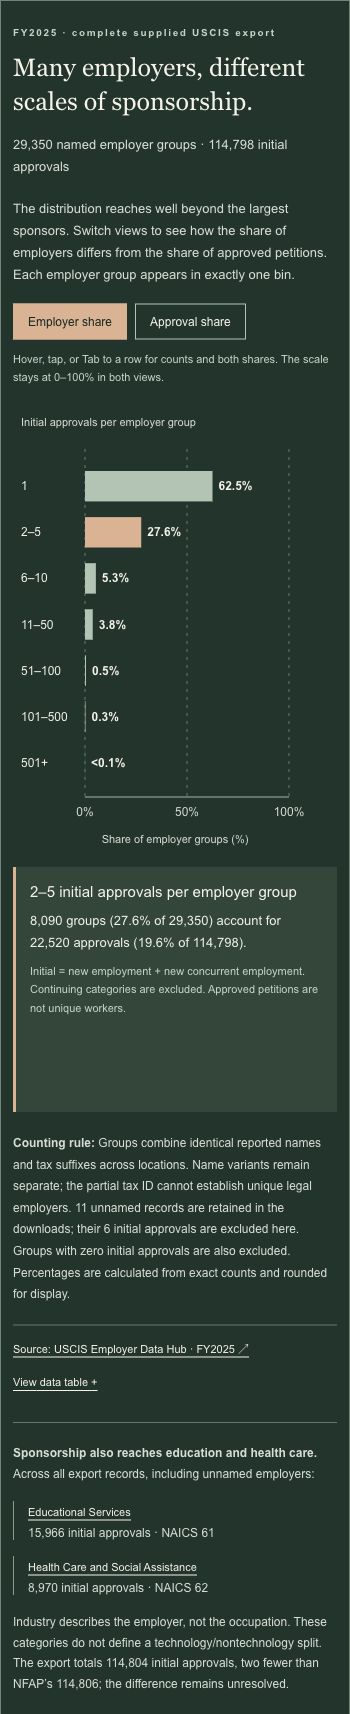 FY2025 · complete supplied USCIS export
Many employers, different
scales of sponsorship.
29,350 named employer groups · 114,798 initial
approvals
The distribution reaches well beyond the largest
sponsors. Switch views to see how the share of
employers differs from the share of approved petitions.
Each employer group appears in exactly one bin.
Employer share
Approval share
Hover, tap, or Tab to a row for counts and both shares. The scale
stays at 0–100% in both views.
Initial approvals per employer group
1 62.5%
2–5 27.6%
6–10 5.3%
11–50 3.8%
51–100 0.5%
101–500 0.3%
501+ <0.1%
0% 50% 100%
Share of employer groups (%)
2–5 initial approvals per employer group
8,090 groups (27.6% of 29,350) account for
22,520 approvals (19.6% of 114,798).
Initial = new employment + new concurrent employment.
Continuing categories are excluded. Approved petitions are
not unique workers.
Counting rule: Groups combine identical reported names
and tax suffixes across locations. Name variants remain
separate; the partial tax ID cannot establish unique legal
employers. 11 unnamed records are retained in the
downloads; their 6 initial approvals are excluded here.
Groups with zero initial approvals are also excluded.
Percentages are calculated from exact counts and rounded
for display.
Source: USCIS Employer Data Hub · FY2025 ↗
View data table +
Sponsorship also reaches education and health care.
Across all export records, including unnamed employers:
Educational Services
15,966 initial approvals · NAICS 61
Health Care and Social Assistance
8,970 initial approvals · NAICS 62
Industry describes the employer, not the occupation. These
categories do not define a technology/nontechnology split.
The export totals 114,804 initial approvals, two fewer than
NFAP's 114,806; the difference remains unresolved.